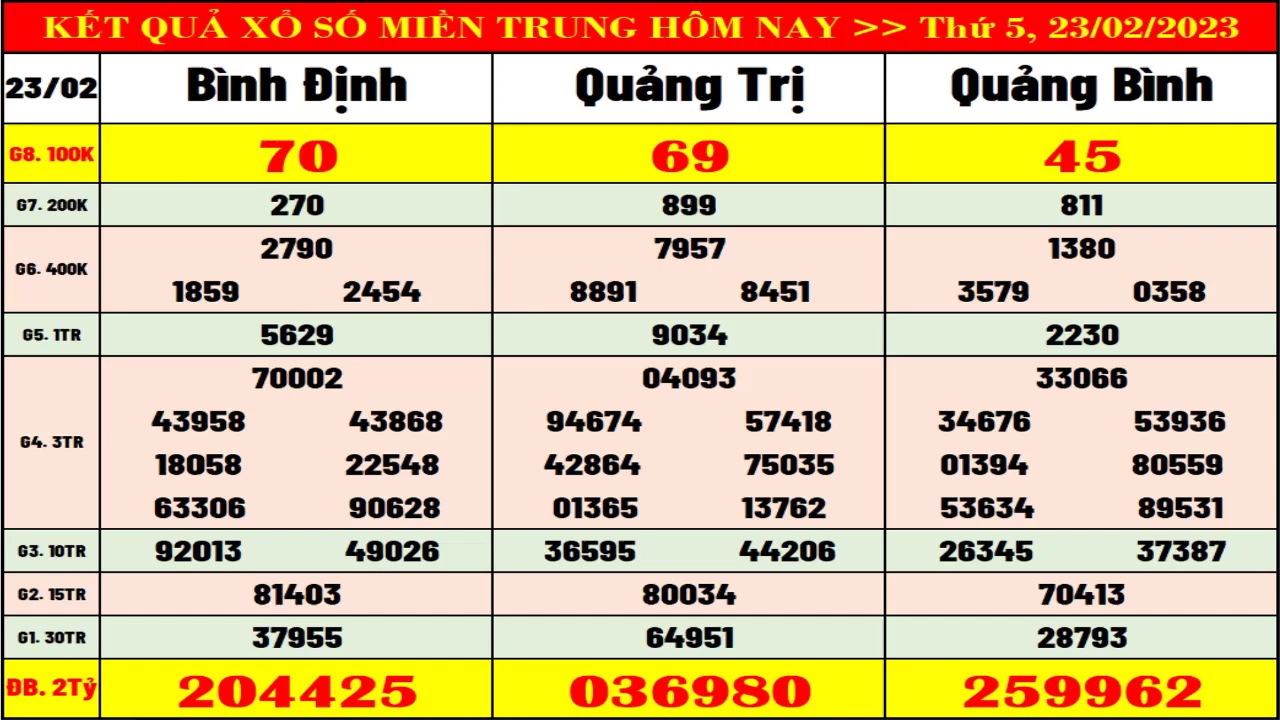 KẾT QUẢ XỔ SỐ MIỀN TRUNG HÔM NAY >> Thứ 5, 23/02/2023
23/02 Bình Định Quảng Trị Quảng Bình
G8. 100K 70 69 45
G7. 200K 270 899 811
2790 7957 1380
G6. 400K
1859 2454 8891 8451 3579 0358
G5. 1TR 5629 9034 2230
70002 04093 33066
43958 43868 94674 57418 34676 53936
G4. 3TR
18058 22548 42864 75035 01394 80559
63306 90628 01365 13762 53634 89531
G3. 10TR 92013 49026 36595 44206 26345 37387
G2. 15TR 81403 80034 70413
G1. 30TR 37955 64951 28793
ĐB. 2Tỷ 204425 036980 259962